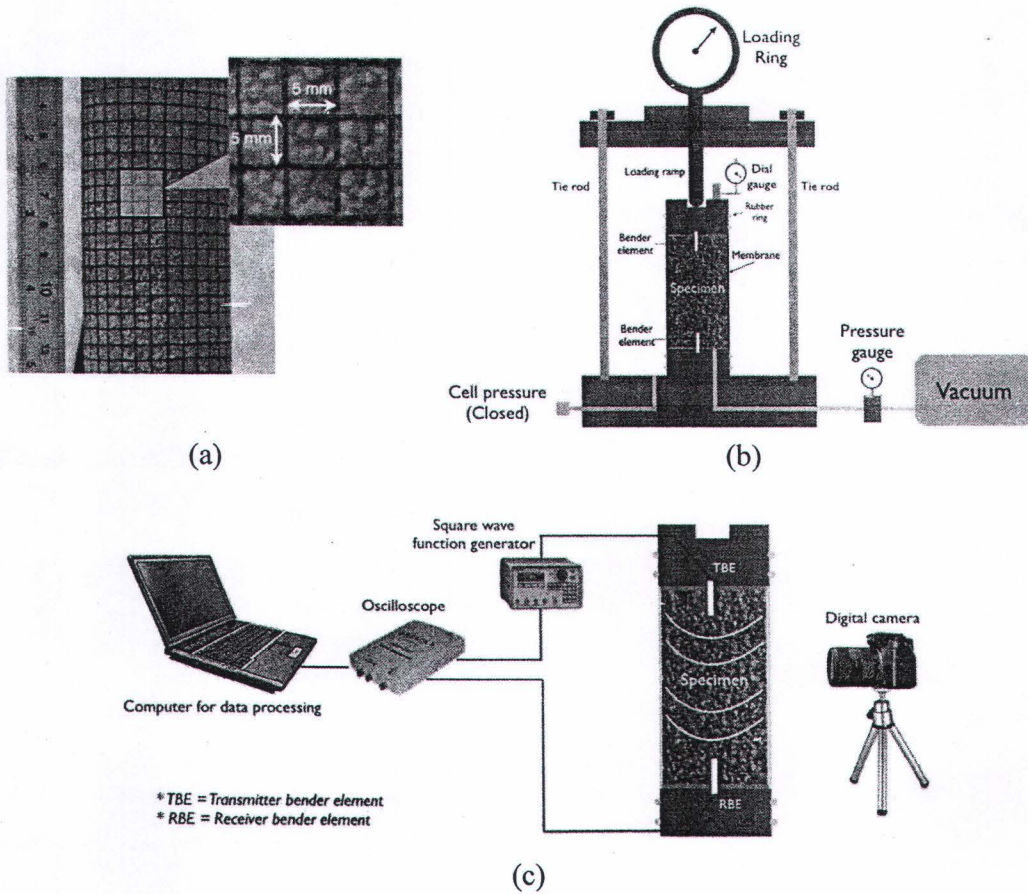 5 mm
5 mm
(a)
Loading
Ring
Loading ramp
Dial
gauge
Tie rod
Tie rod
Rubber
ring
Bender
element
Membrane
Specimen
Bender
element
Pressure
gauge
Cell pressure
(Closed)
Vacuum
(b)
Square wave
function generator
TBE
Oscilloscope
Digital camera
Specimen
Computer for data processing
* TBE = Transmitter bender element
* RBE = Receiver bender element
RBE
(c)